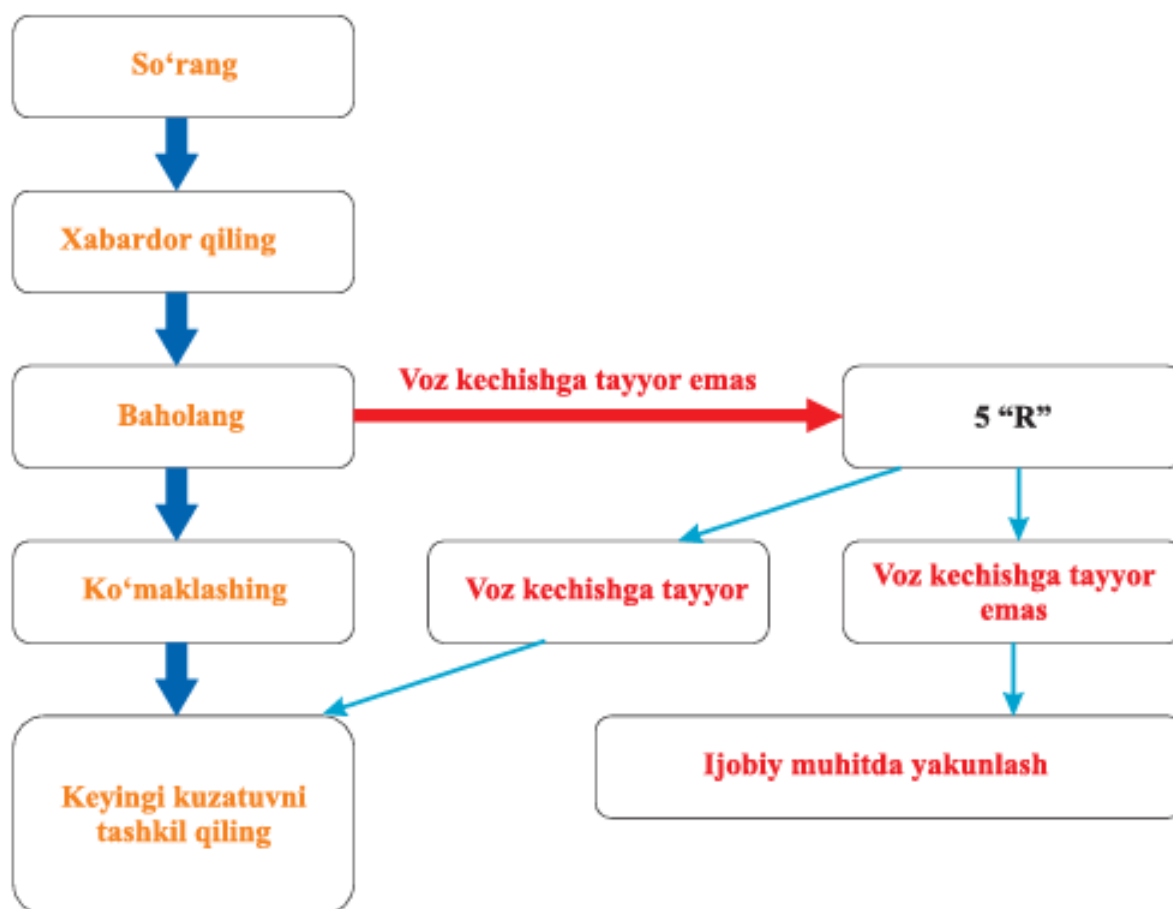 So‘rang
Xabardor qiling
Voz kechishga tayyor emas
Baholang
5 “R”
Ko‘maklashing
Voz kechishga tayyor
Voz kechishga tayyor
emas
Keyingi kuzatuvni
tashkil qiling
Ijobiy muhitda yakunlash